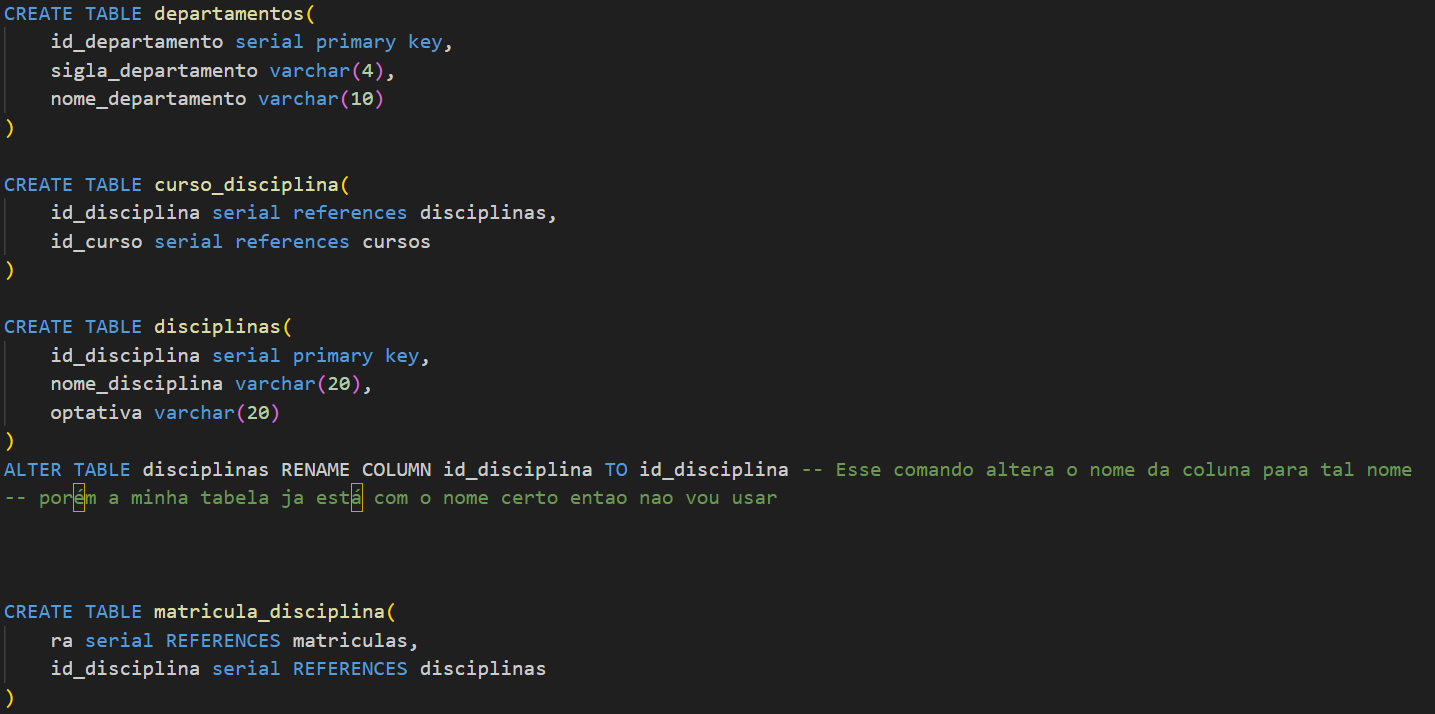 CREATE TABLE departamentos(
    id_departamento serial primary key,
    sigla_departamento varchar(4),
    nome_departamento varchar(10)
)
CREATE TABLE curso_disciplina(
    id_disciplina serial references disciplinas,
    id_curso serial references cursos
)
CREATE TABLE disciplinas(
    id_disciplina serial primary key,
    nome_disciplina varchar(20),
    optativa varchar(20)
)
ALTER TABLE disciplinas RENAME COLUMN id_disciplina TO id_disciplina -- Esse comando altera o nome da coluna para tal nome
-- porém a minha tabela ja está com o nome certo entao nao vou usar
CREATE TABLE matricula_disciplina(
    ra serial REFERENCES matriculas,
    id_disciplina serial REFERENCES disciplinas
)